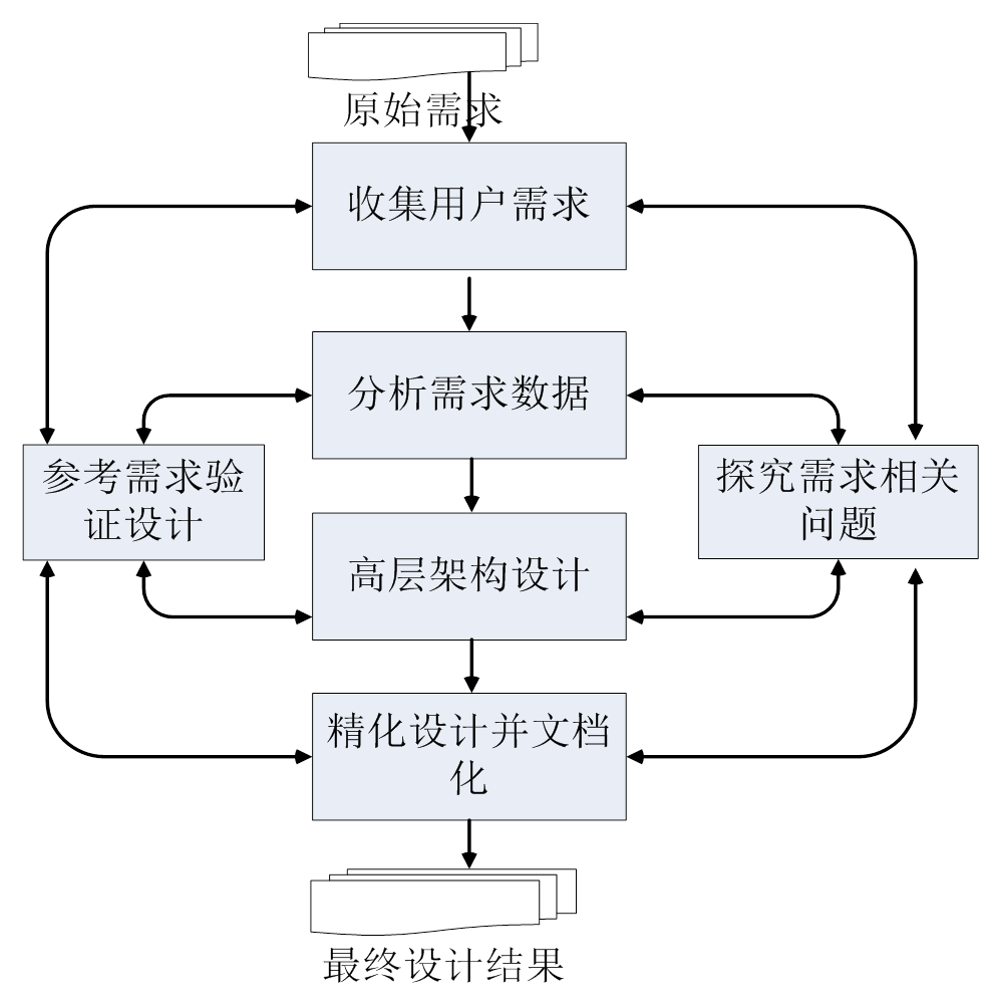 原始需求
收集用户需求
分析需求数据
参考需求验
证设计
探究需求相关
问题
高层架构设计
精化设计并文档
化
最终设计结果